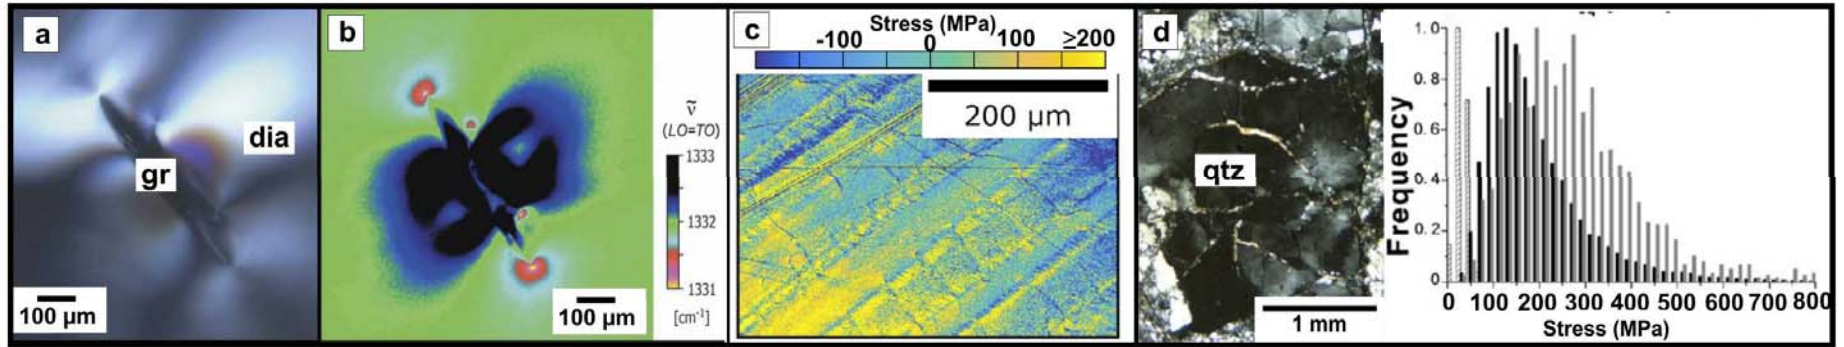 a
gr
dia
100 µm
b
ṽ
(LO=TO)
1333
1332
1331
[cm⁻¹]
100 µm
c
Stress (MPa)
-100 0 100 ≥200
200 µm
d
qtz
1 mm
Frequency
1.0
0.8
0.6
0.4
0.2
0
0 100 200 300 400 500 600 700 800
Stress (MPa)